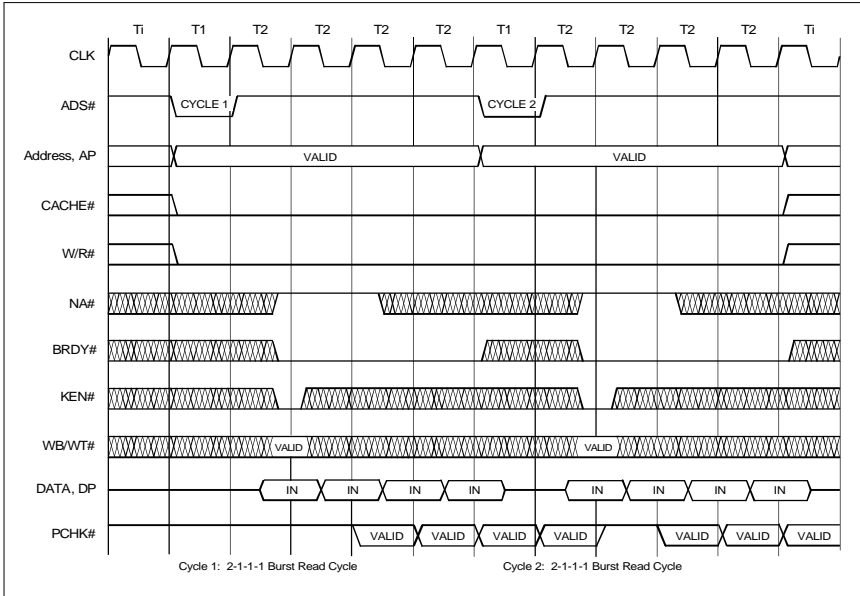 Ti T1 T2 T2 T2 T2 T1 T2 T2 T2 T2 Ti
CLK
ADS# CYCLE 1 CYCLE 2
Address, AP VALID VALID
CACHE#
W/R#
NA#
BRDY#
KEN#
WB/WT# VALID VALID
DATA, DP IN IN IN IN IN IN IN IN
PCHK# VALID VALID VALID VALID VALID VALID VALID
Cycle 1: 2-1-1-1 Burst Read Cycle Cycle 2: 2-1-1-1 Burst Read Cycle